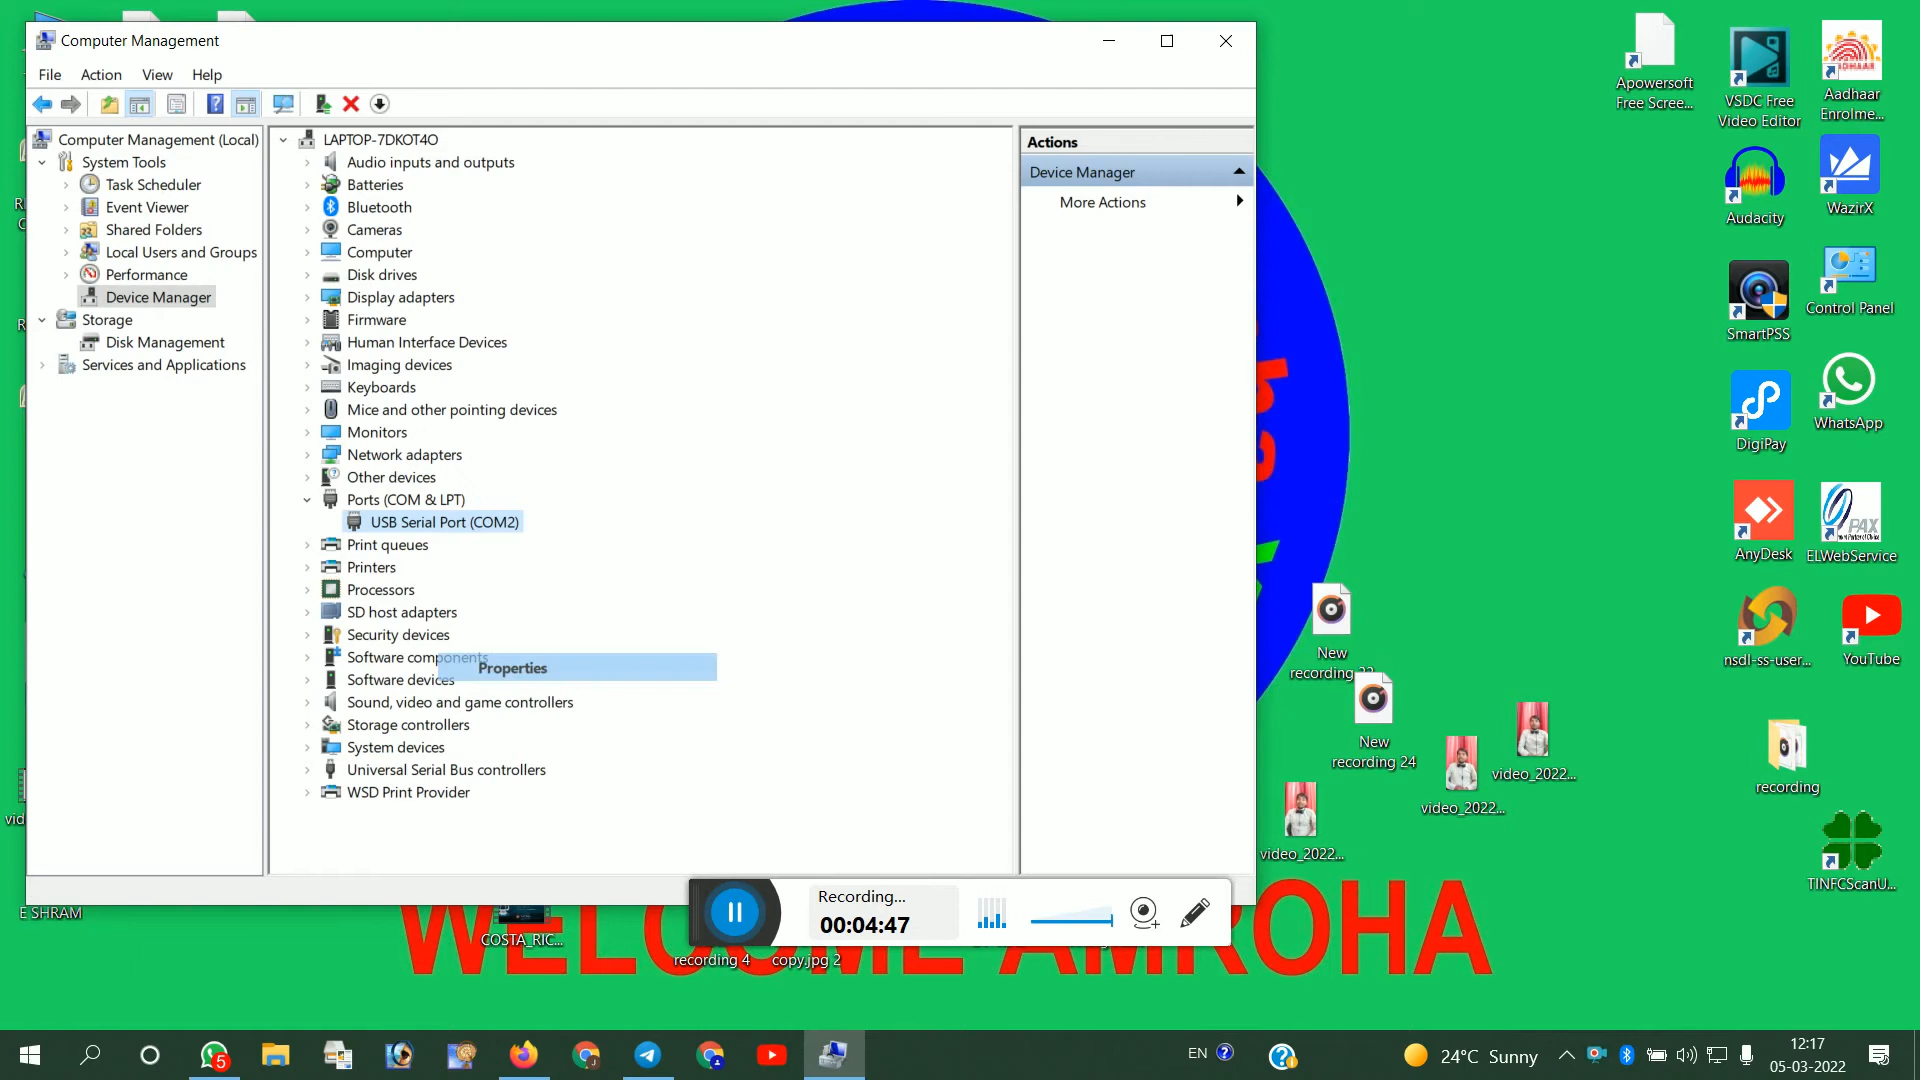 Computer Management
File Action View Help
Computer Management (Local)
System Tools
Task Scheduler
Event Viewer
Shared Folders
Local Users and Groups
Performance
Device Manager
Storage
Disk Management
Services and Applications
LAPTOP-7DKOT4O
Audio inputs and outputs
Batteries
Bluetooth
Cameras
Computer
Disk drives
Display adapters
Firmware
Human Interface Devices
Imaging devices
Keyboards
Mice and other pointing devices
Monitors
Network adapters
Other devices
Ports (COM & LPT)
USB Serial Port (COM2)
Print queues
Printers
Processors
SD host adapters
Security devices
Software components
Properties
Software devices
Sound, video and game controllers
Storage controllers
System devices
Universal Serial Bus controllers
WSD Print Provider
Actions
Device Manager
More Actions
Apowersoft
Free Scree...
VSDC Free
Video Editor
Aadhaar
Enrolme...
Audacity
WazirX
SmartPSS
Control Panel
DigiPay
WhatsApp
AnyDesk
PAX
ELWebService
nsdl-ss-user...
YouTube
New
recording
New
recording 24
video_2022...
video_2022...
video_2022...
recording
TINFCScanU...
E SHRAM
COSTA_RIC...
recording 4
copy.jpg 2
WELCOME AMROHA
Recording...
00:04:47
5
EN
24°C Sunny
12:17
05-03-2022